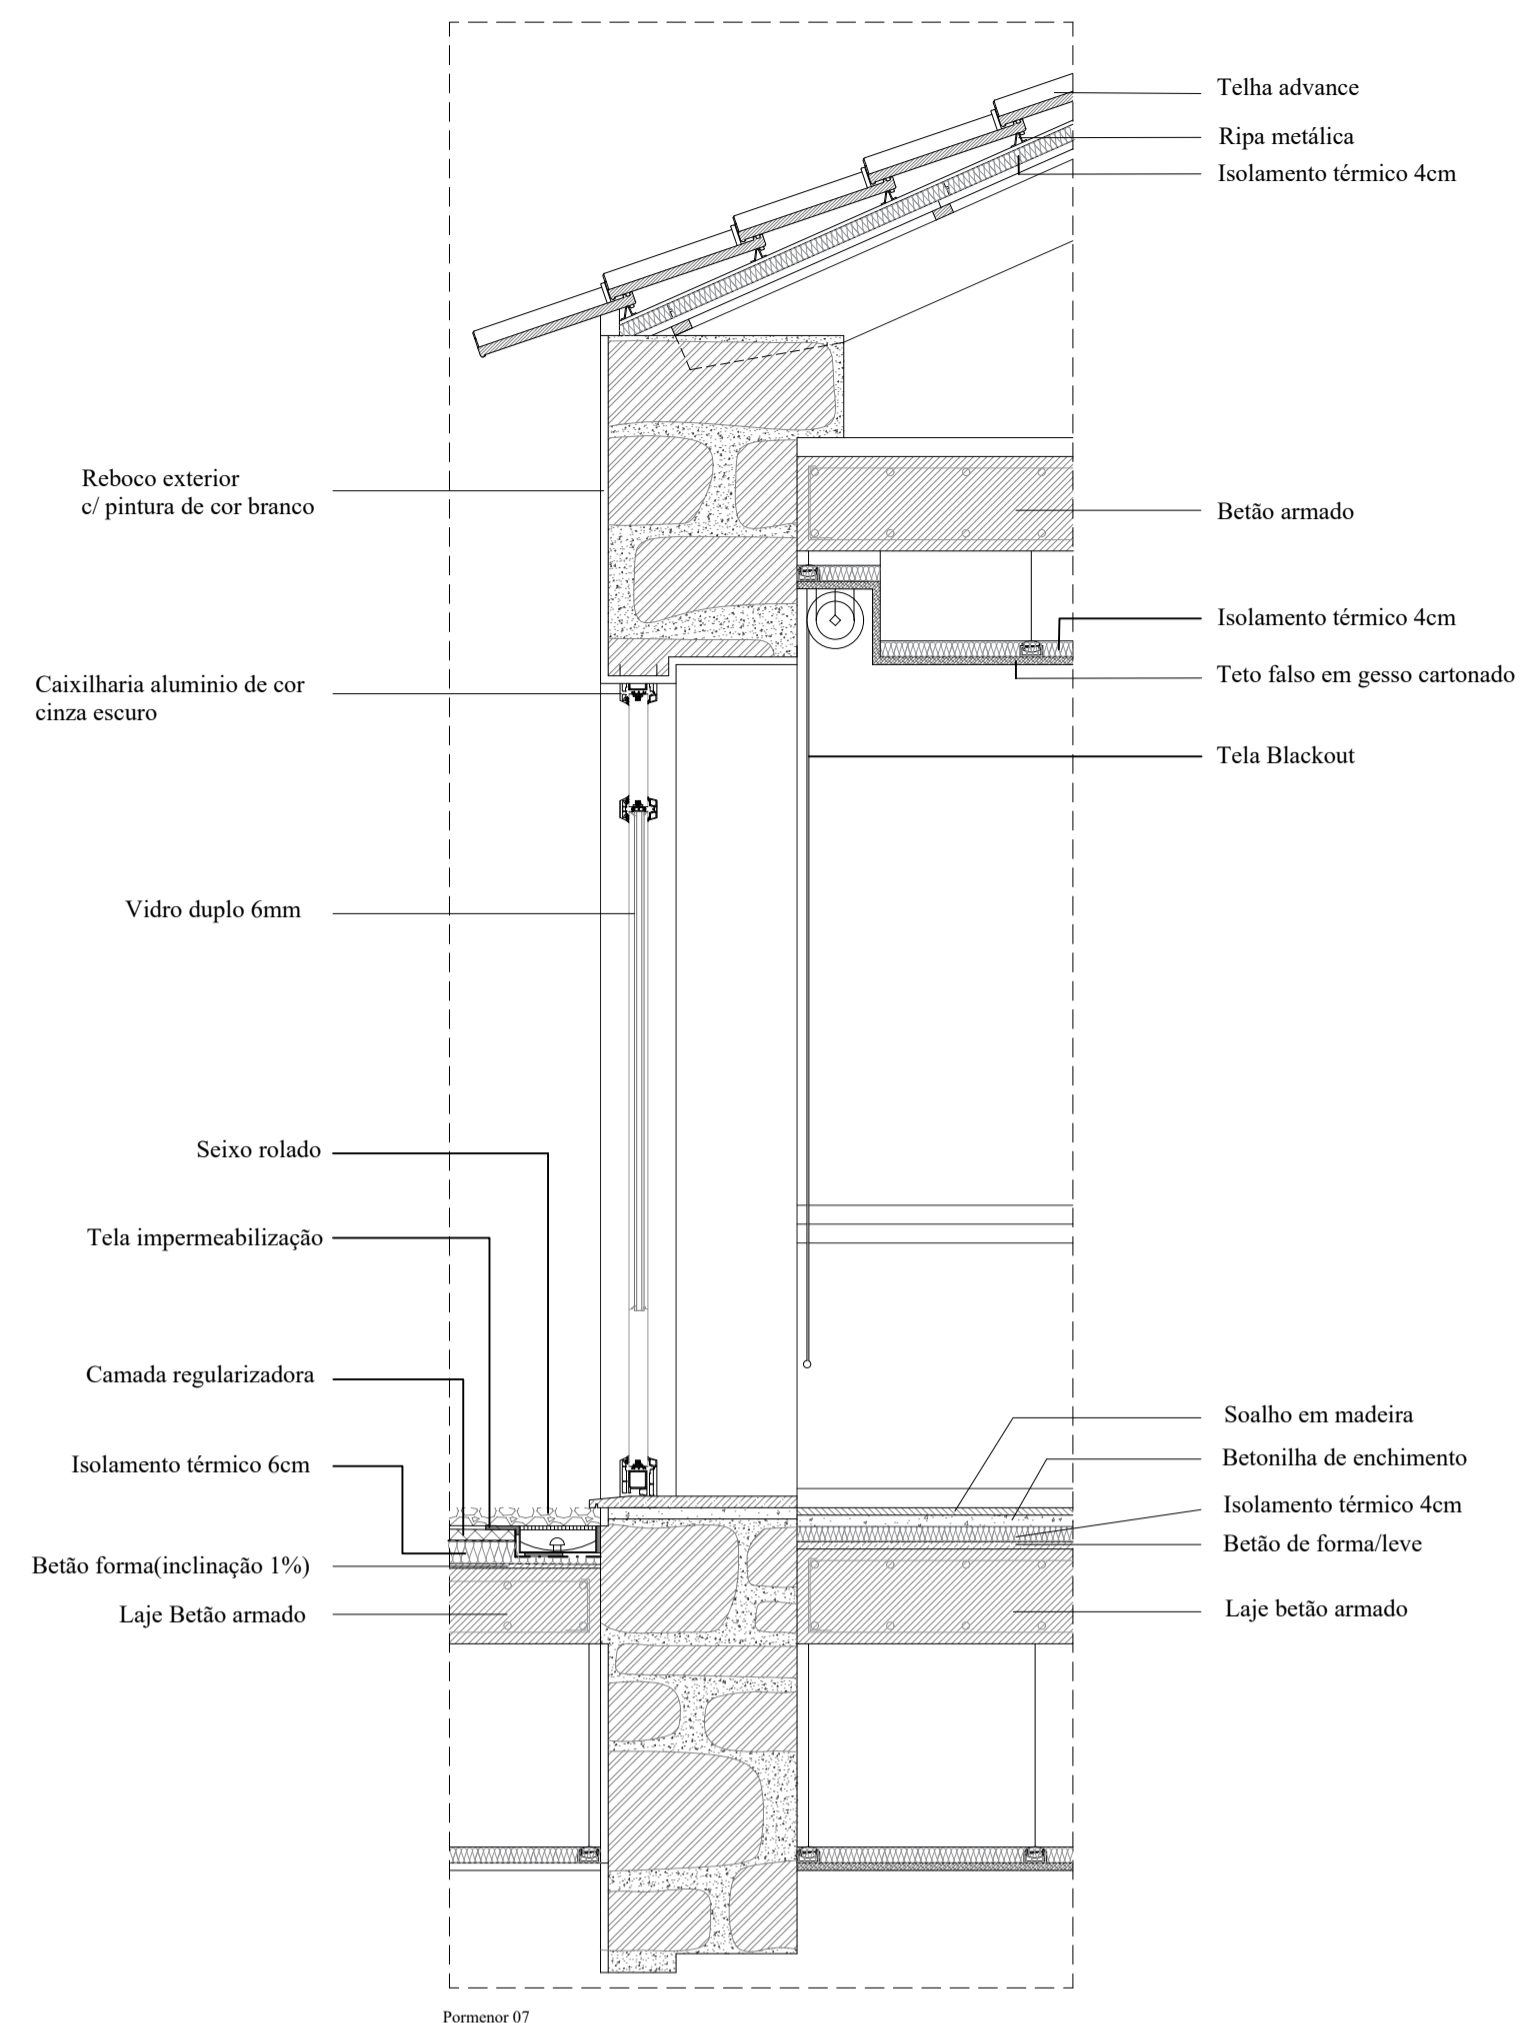 Telha advance
Ripa metálica
Isolamento térmico 4cm
Reboco exterior
c/ pintura de cor branco
Betão armado
Isolamento térmico 4cm
Teto falso em gesso cartonado
Caixilharia aluminio de cor
cinza escuro
Tela Blackout
Vidro duplo 6mm
Seixo rolado
Tela impermeabilização
Camada regularizadora
Isolamento térmico 6cm
Betão forma(inclinação 1%)
Laje Betão armado
Soalho em madeira
Betonilha de enchimento
Isolamento térmico 4cm
Betão de forma/leve
Laje betão armado
Pormenor 07